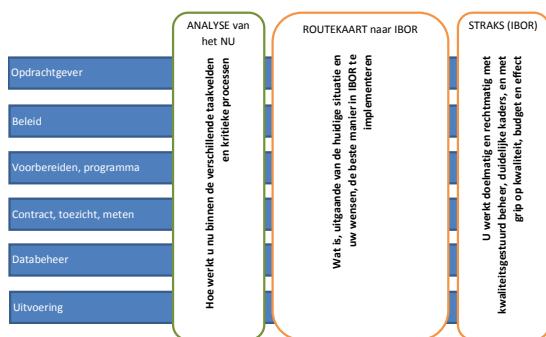 ANALYSE van
het NU
ROUTEKAART naar IBOR
STRAKS (IBOR)
Opdrachtgever
Beleid
Voorbereiden, programma
Contract, toezicht, meten
Databeheer
Uitvoering
Hoe werkt u nu binnen de verschillende taakvelden
en kritieke processen
Wat is, uitgaande van de huidige situatie en
uw wensen, de beste manier in IBOR te
implementeren
U werkt doelmatig en rechtmatig met
kwaliteitsgestuurd beheer, duidelijke kaders, en met
grip op kwaliteit, budget en effect